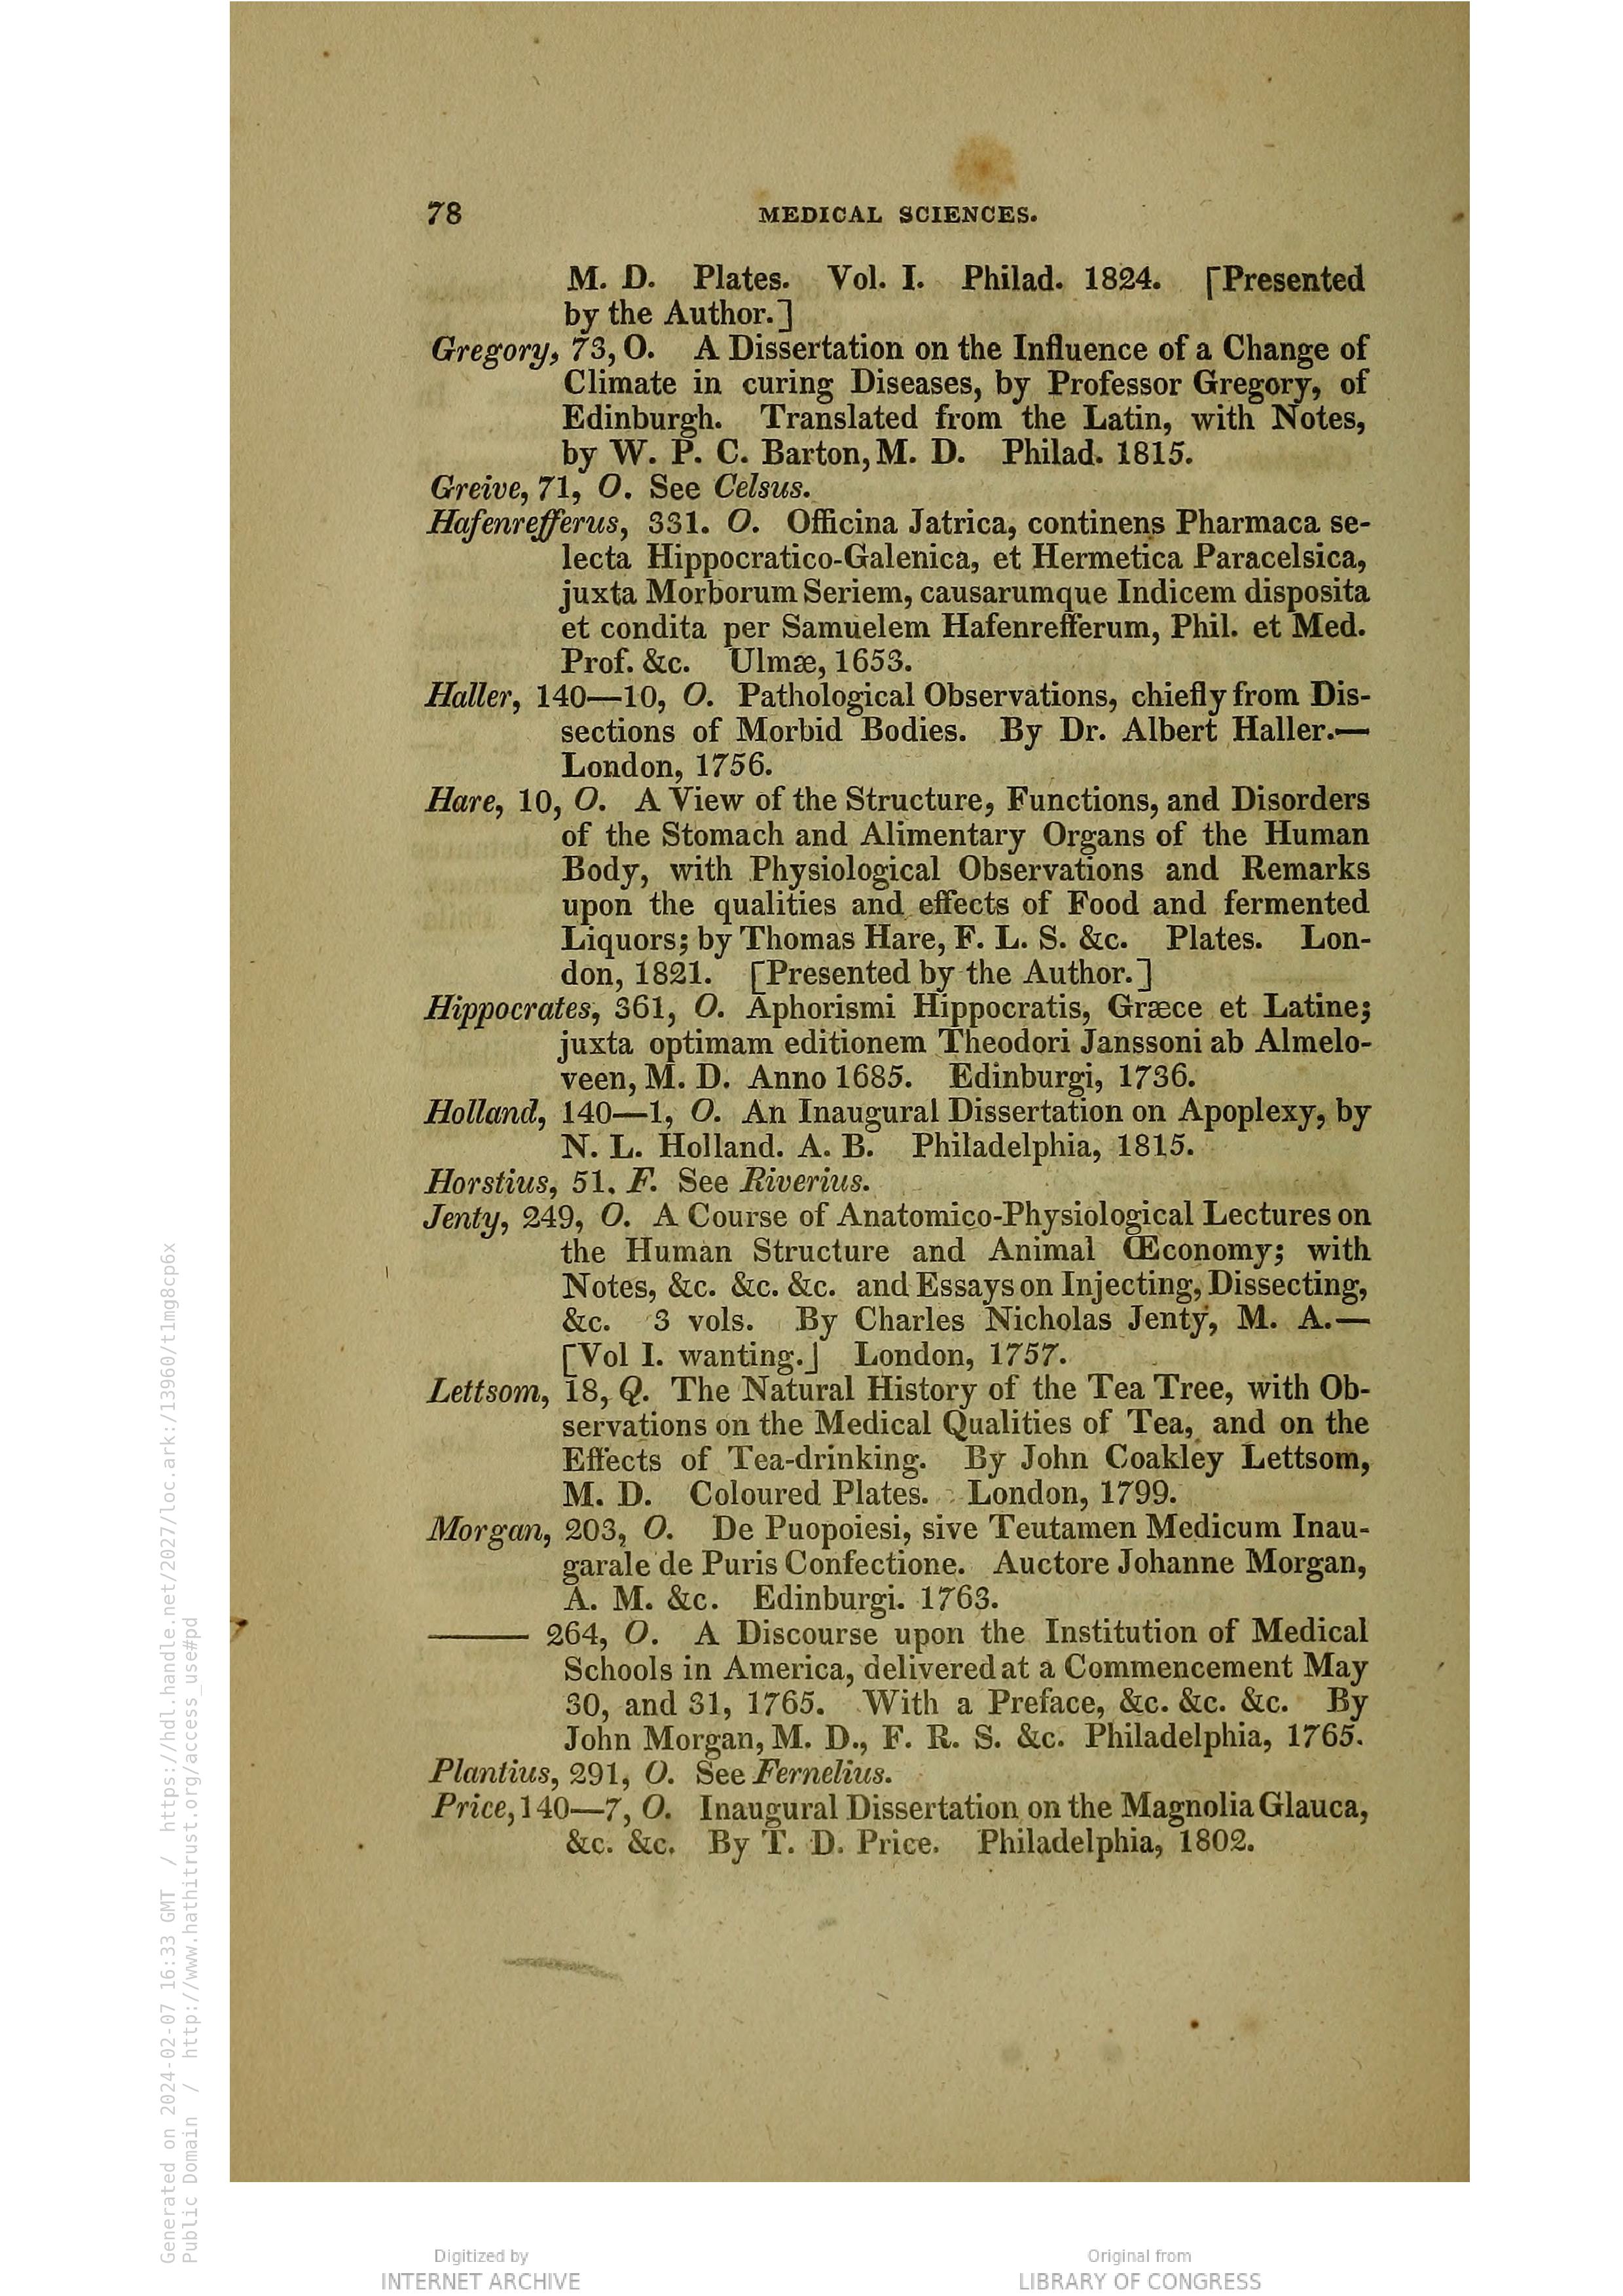 78
MEDICAL SCIENCES.
M. D. Plates. Vol. I. Philad. 1824. [Presented
by the Author.]
Gregory, 73, O. A Dissertation on the Influence of a Change of
Climate in curing Diseases, by Professor Gregory, of
Edinburgh. Translated from the Latin, with Notes,
by W. P. C. Barton, M. D. Philad. 1815.
Greive, 71, O. See Celsus.
Hafenrefferus, 331. O. Officina Jatrica, continens Pharmaca se-
lecta Hippocratico-Galenica, et Hermetica Paracelsica,
juxta Morborum Seriem, causarumque Indicem disposita
et condita per Samuelem Hafenrefferum, Phil. et Med.
Prof. &c. Ulmæ, 1653.
Haller, 140—10, O. Pathological Observations, chiefly from Dis-
sections of Morbid Bodies. By Dr. Albert Haller.—
London, 1756.
Hare, 10, O. A View of the Structure, Functions, and Disorders
of the Stomach and Alimentary Organs of the Human
Body, with Physiological Observations and Remarks
upon the qualities and effects of Food and fermented
Liquors; by Thomas Hare, F. L. S. &c. Plates. Lon-
don, 1821. [Presented by the Author.]
Hippocrates, 361, O. Aphorismi Hippocratis, Græce et Latine;
juxta optimam editionem Theodori Janssoni ab Almelo-
veen, M. D. Anno 1685. Edinburgi, 1736.
Holland, 140—1, O. An Inaugural Dissertation on Apoplexy, by
N. L. Holland. A. B. Philadelphia, 1815.
Horstius, 51. F. See Riverius.
Jenty, 249, O. A Course of Anatomico-Physiological Lectures on
the Human Structure and Animal Œconomy; with
Notes, &c. &c. &c. and Essays on Injecting, Dissecting,
&c. 3 vols. By Charles Nicholas Jenty, M. A.—
[Vol I. wanting.] London, 1757.
Lettsom, 18, Q. The Natural History of the Tea Tree, with Ob-
servations on the Medical Qualities of Tea, and on the
Effects of Tea-drinking. By John Coakley Lettsom,
M. D. Coloured Plates. London, 1799.
Morgan, 203, O. De Puopoiesi, sive Teutamen Medicum Inau-
garale de Puris Confectione. Auctore Johanne Morgan,
A. M. &c. Edinburgi. 1763.
——— 264, O. A Discourse upon the Institution of Medical
Schools in America, delivered at a Commencement May
30, and 31, 1765. With a Preface, &c. &c. &c. By
John Morgan, M. D., F. R. S. &c. Philadelphia, 1765.
Plantius, 291, O. See Fernelius.
Price, 140—7, O. Inaugural Dissertation on the Magnolia Glauca,
&c. &c. By T. D. Price. Philadelphia, 1802.
Generated on 2024-02-07 16:33 GMT / https://hdl.handle.net/2027/loc.ark:/13960/t1mg8cp6x
Public Domain / http://www.hathitrust.org/access_use#pd
Digitized by
INTERNET ARCHIVE
Original from
LIBRARY OF CONGRESS